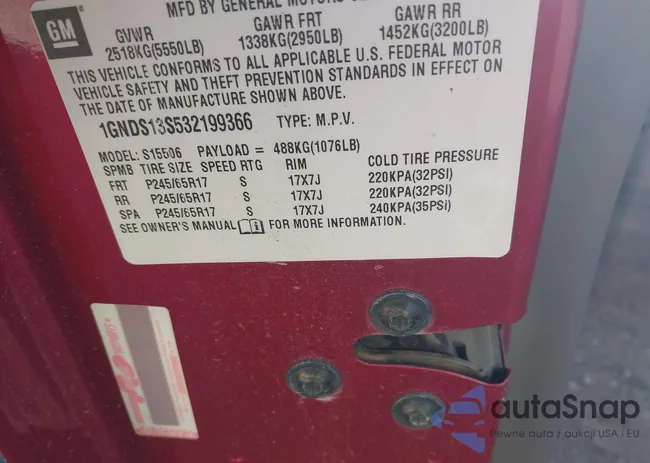 GM
MFD BY GENERAL MOTORS
GVWR GAWR FRT GAWR RR
2518KG(5550LB) 1338KG(2950LB) 1452KG(3200LB)
THIS VEHICLE CONFORMS TO ALL APPLICABLE U.S. FEDERAL MOTOR
VEHICLE SAFETY AND THEFT PREVENTION STANDARDS IN EFFECT ON
THE DATE OF MANUFACTURE SHOWN ABOVE.
1GNDS13S532199366 TYPE: M.P.V.
MODEL: S15506 PAYLOAD = 488KG(1076LB)
SPMB TIRE SIZE SPEED RTG RIM COLD TIRE PRESSURE
FRT P245/65R17 S 17X7J 220KPA(32PSI)
RR P245/65R17 S 17X7J 220KPA(32PSI)
SPA P245/65R17 S 17X7J 240KPA(35PSI)
SEE OWNER'S MANUAL FOR MORE INFORMATION.
autaSnap
Pewne auta z aukcji USA i EU